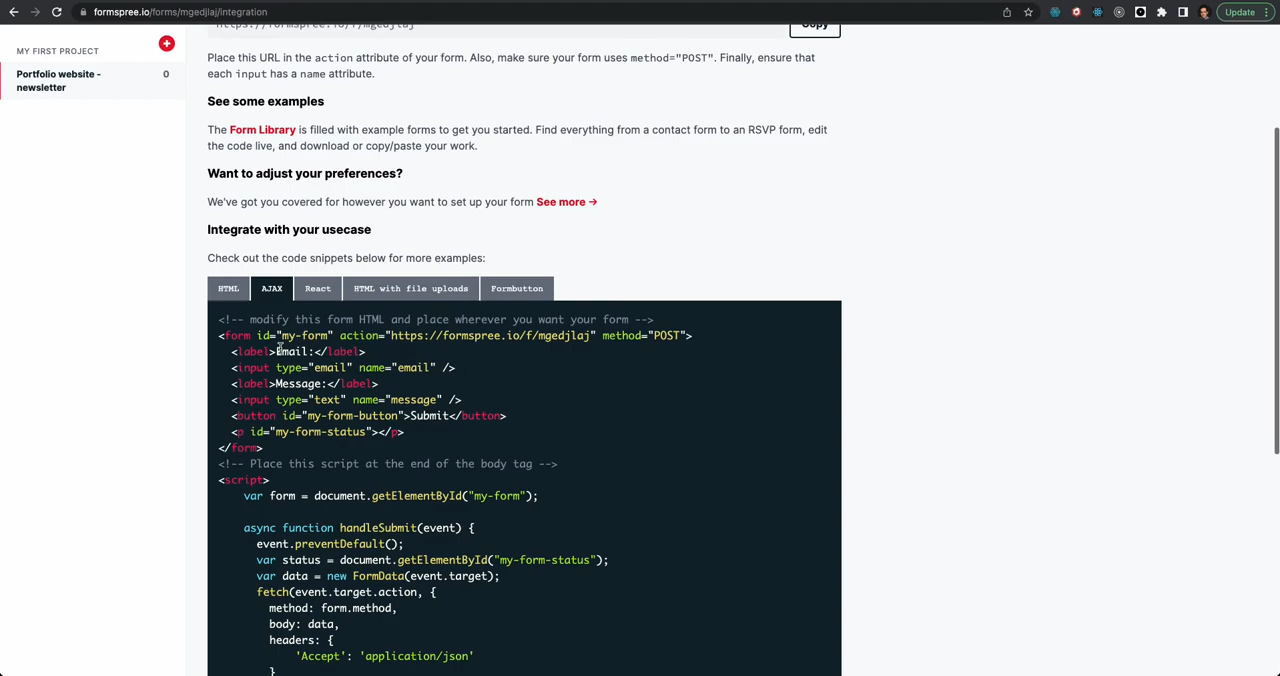 formspree.io/forms/mgedjlaj/integration
Update
MY FIRST PROJECT
Portfolio website - newsletter
0
https://formspree.io/f/mgedjlaj
Copy
Place this URL in the action attribute of your form. Also, make sure your form uses method="POST". Finally, ensure that
each input has a name attribute.
See some examples
The Form Library is filled with example forms to get you started. Find everything from a contact form to an RSVP form, edit
the code live, and download or copy/paste your work.
Want to adjust your preferences?
We've got you covered for however you want to set up your form See more →
Integrate with your usecase
Check out the code snippets below for more examples:
HTML AJAX React HTML with file uploads Formbutton
<!-- modify this form HTML and place wherever you want your form -->
<form id="my-form" action="https://formspree.io/f/mgedjlaj" method="POST">
<label>Email:</label>
<input type="email" name="email" />
<label>Message:</label>
<input type="text" name="message" />
<button id="my-form-button">Submit</button>
<p id="my-form-status"></p>
</form>
<!-- Place this script at the end of the body tag -->
<script>
var form = document.getElementById("my-form");
async function handleSubmit(event) {
event.preventDefault();
var status = document.getElementById("my-form-status");
var data = new FormData(event.target);
fetch(event.target.action, {
method: form.method,
body: data,
headers: {
'Accept': 'application/json'
}